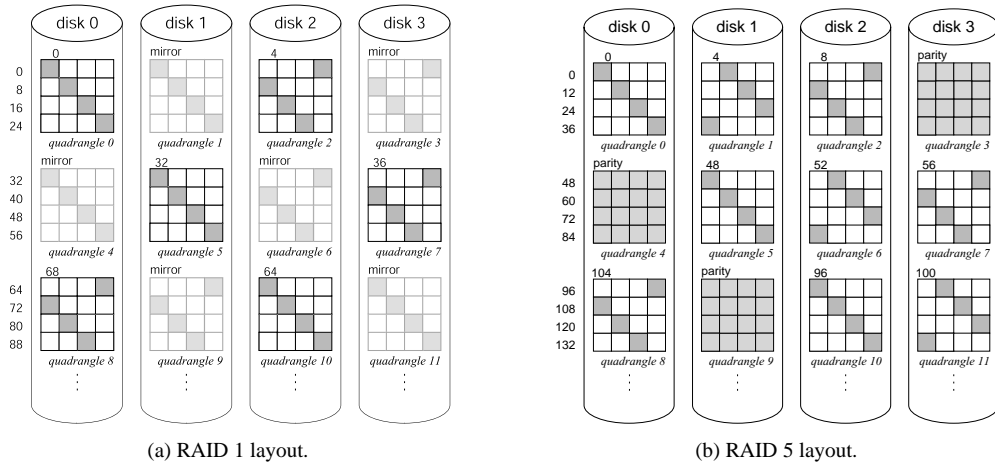 disk 0 disk 1 disk 2 disk 3
0 mirror 4 mirror
0
8
16
24
quadrangle 0 quadrangle 1 quadrangle 2 quadrangle 3
mirror 32 mirror 36
32
40
48
56
quadrangle 4 quadrangle 5 quadrangle 6 quadrangle 7
68 mirror 64 mirror
64
72
80
88
quadrangle 8 quadrangle 9 quadrangle 10 quadrangle 11
(a) RAID 1 layout.
disk 0 disk 1 disk 2 disk 3
0 4 8 parity
0
12
24
36
quadrangle 0 quadrangle 1 quadrangle 2 quadrangle 3
parity 48 52 56
48
60
72
84
quadrangle 4 quadrangle 5 quadrangle 6 quadrangle 7
104 parity 96 100
96
108
120
132
quadrangle 8 quadrangle 9 quadrangle 10 quadrangle 11
(b) RAID 5 layout.